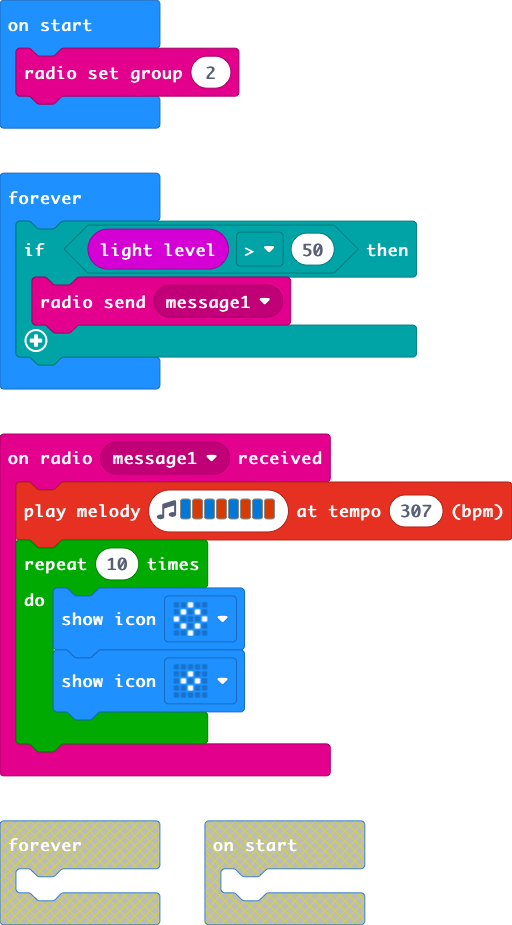 on start
radio set group 2
forever
if light level > 50 then
radio send message1
on radio message1 received
play melody at tempo 307 (bpm)
repeat 10 times
do
show icon
show icon
forever on start